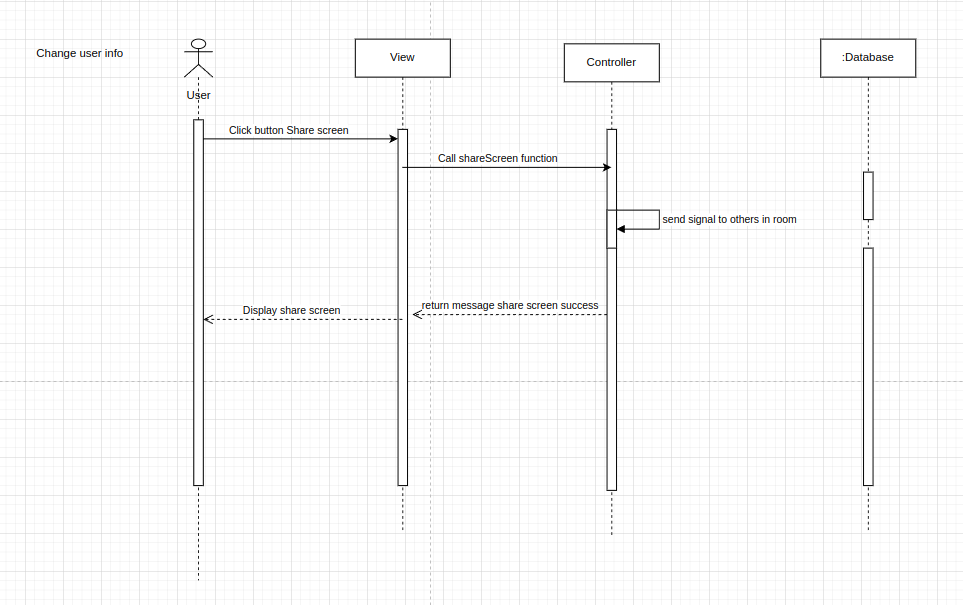 Change user info
User
View
Controller
:Database
Click button Share screen
Call shareScreen function
send signal to others in room
return message share screen success
Display share screen